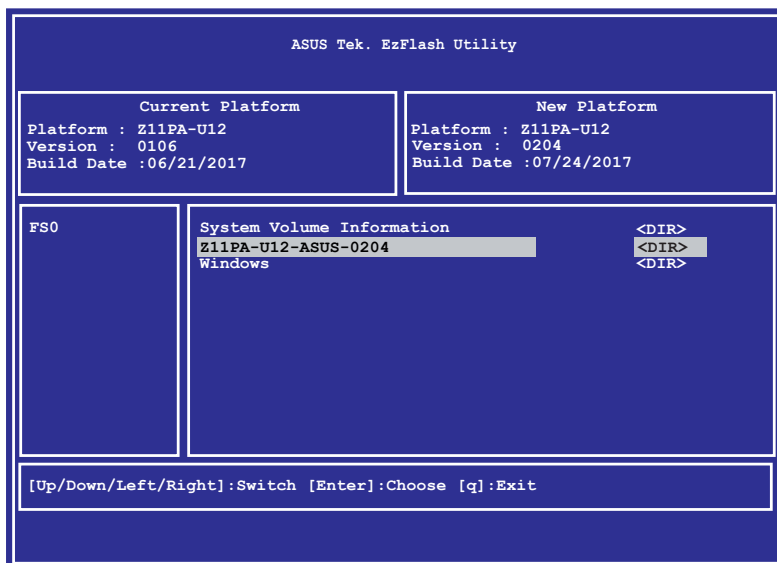 ASUS Tek. EzFlash Utility
Current Platform
Platform : Z11PA-U12
Version : 0106
Build Date :06/21/2017
New Platform
Platform : Z11PA-U12
Version : 0204
Build Date :07/24/2017
FS0
System Volume Information <DIR>
Z11PA-U12-ASUS-0204 <DIR>
Windows <DIR>
[Up/Down/Left/Right]:Switch [Enter]:Choose [q]:Exit